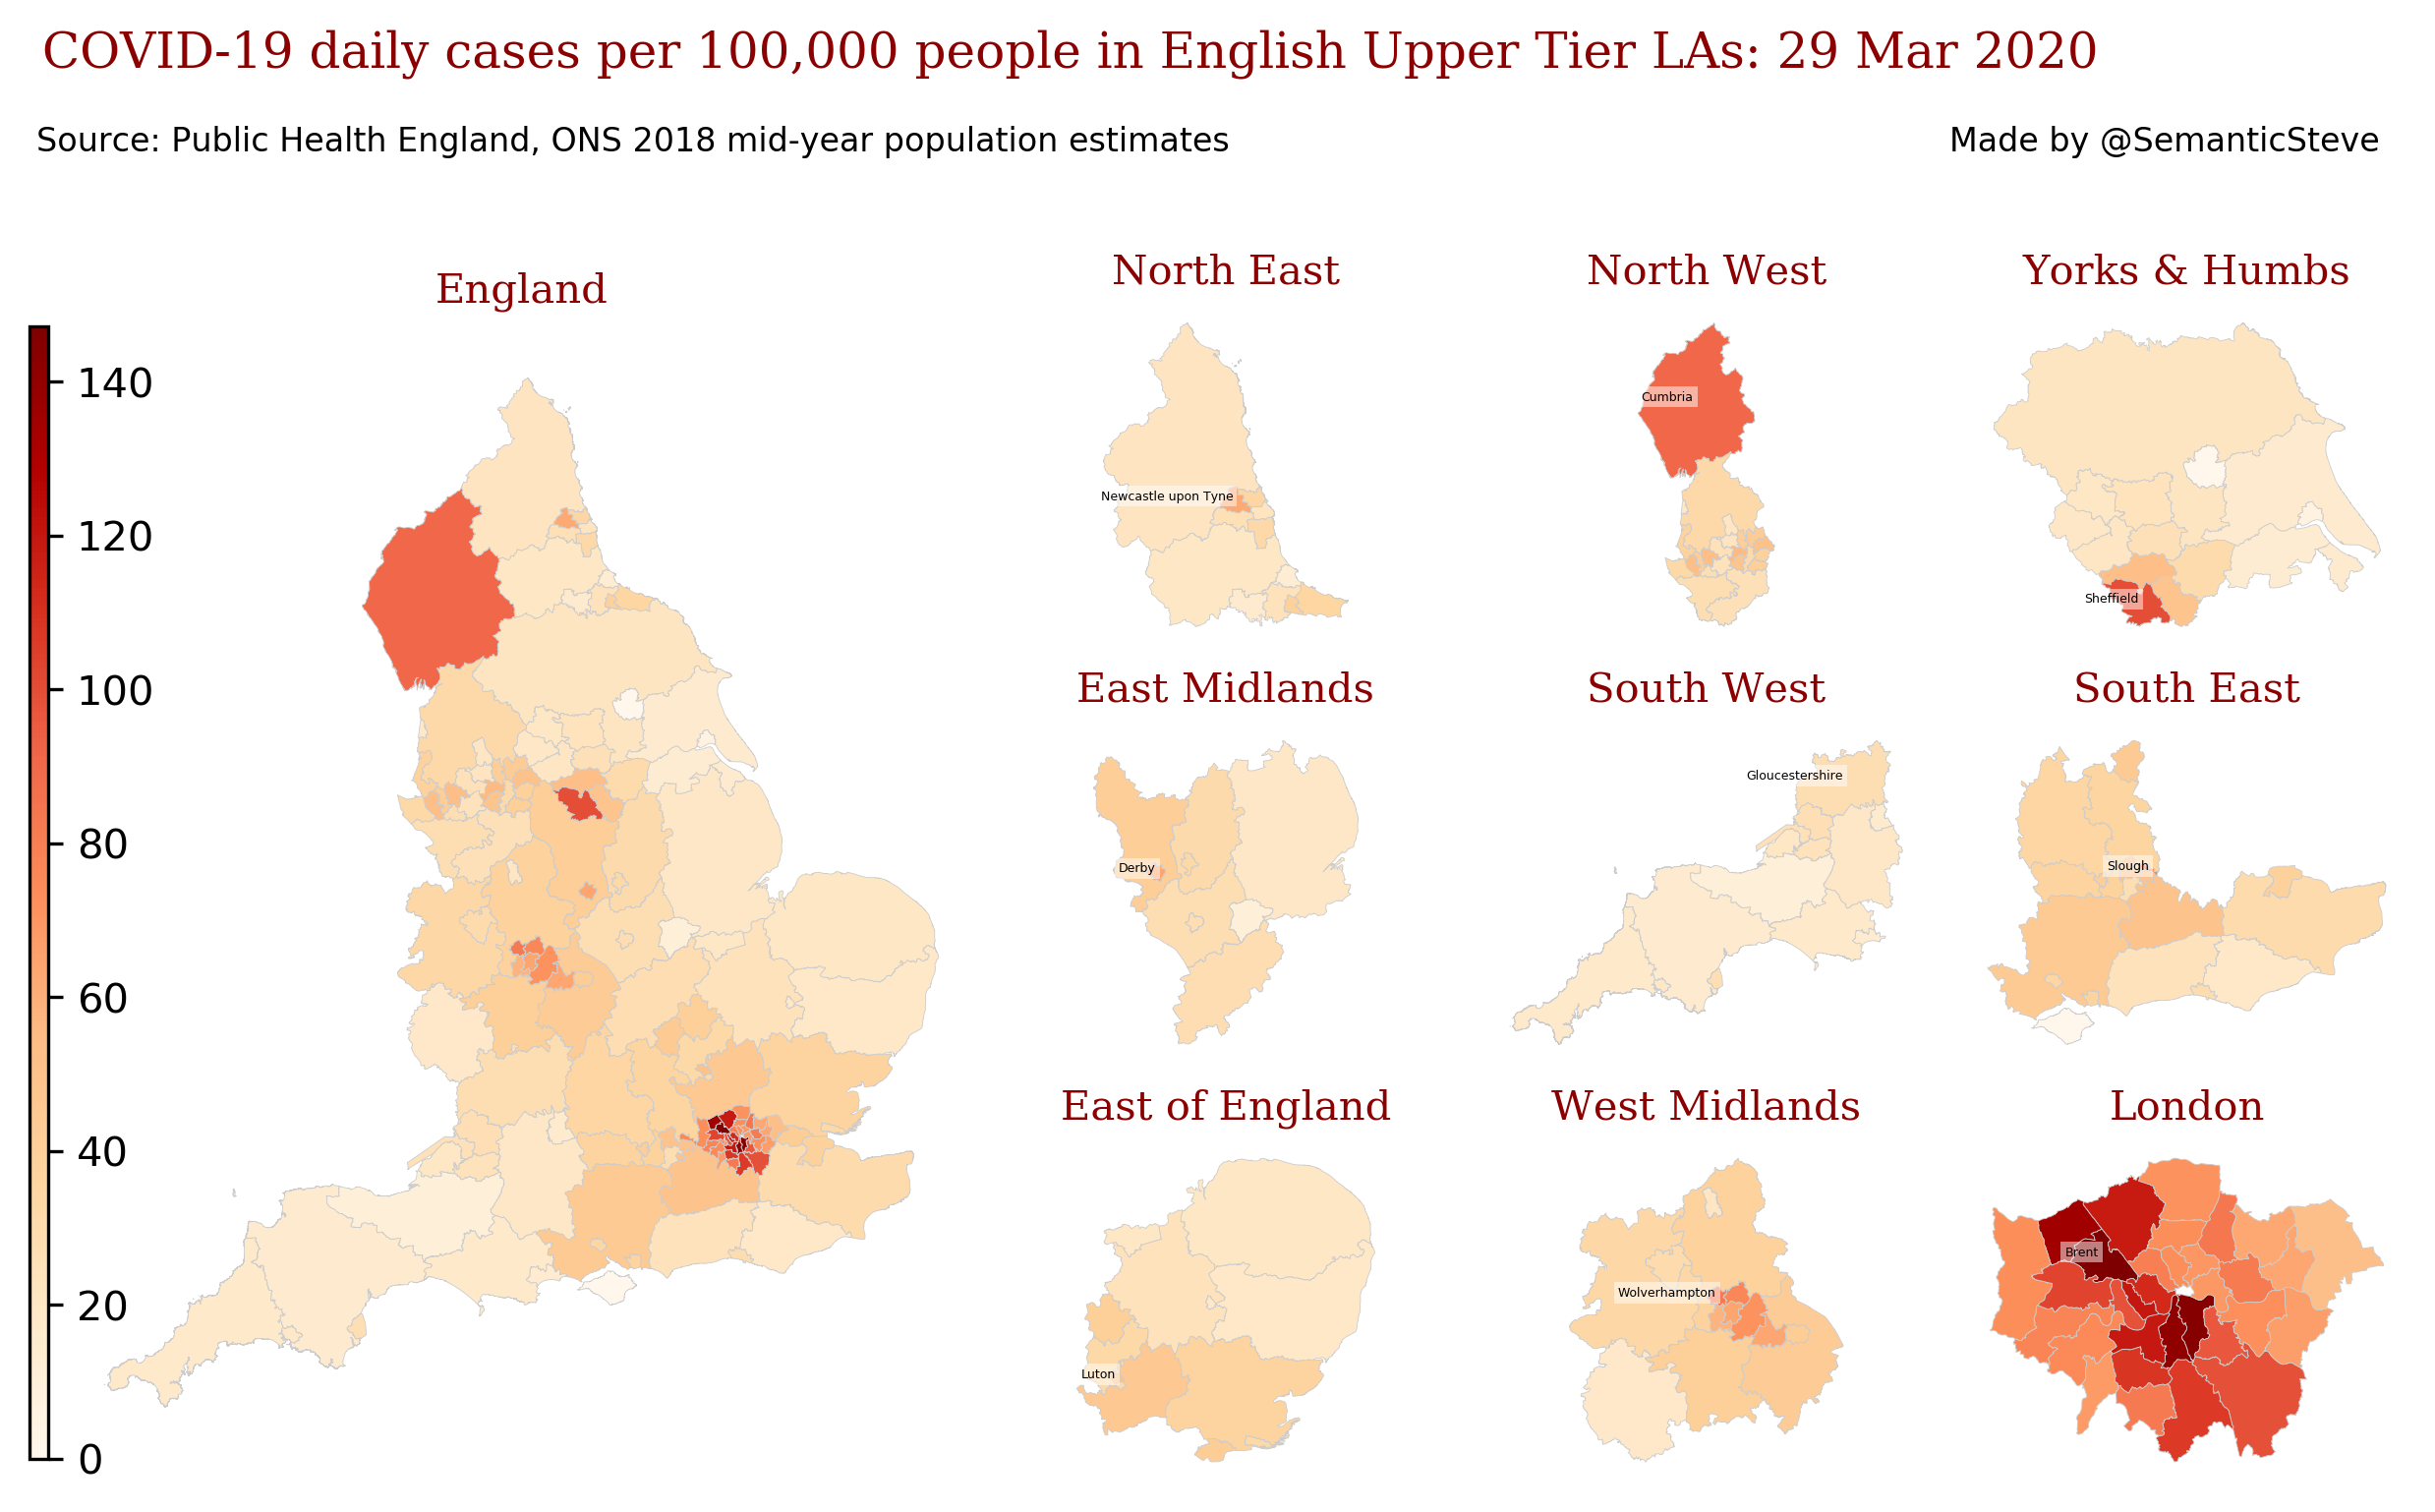 COVID-19 daily cases per 100,000 people in English Upper Tier LAs: 29 Mar 2020
Source: Public Health England, ONS 2018 mid-year population estimates
Made by @SemanticSteve
England
140
120
100
80
60
40
20
0
North East
Newcastle upon Tyne
North West
Cumbria
Yorks & Humbs
Sheffield
East Midlands
Derby
South West
Gloucestershire
South East
Slough
East of England
Luton
West Midlands
Wolverhampton
London
Brent